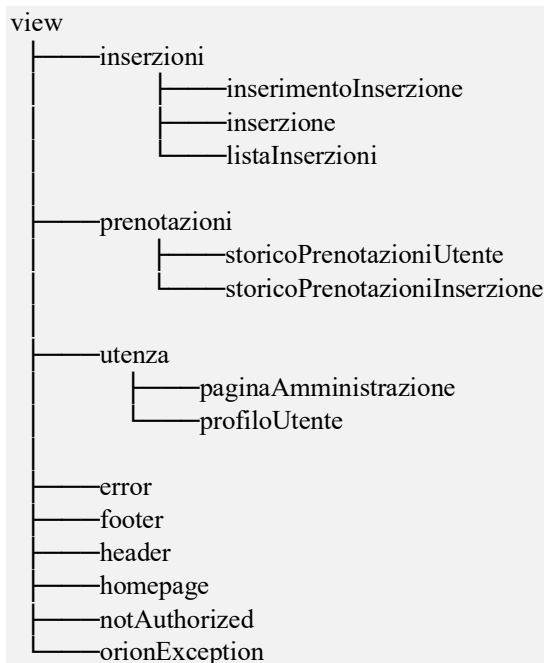 view
inserzioni
inserimentoInserzione
inserzione
listaInserzioni
prenotazioni
storicoPrenotazioniUtente
storicoPrenotazioniInserzione
utenza
paginaAmministrazione
profiloUtente
error
footer
header
homepage
notAuthorized
orionException